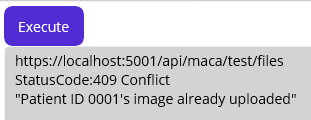 Execute
https://localhost:5001/api/maca/test/files
StatusCode:409 Conflict
"Patient ID 0001's image already uploaded"